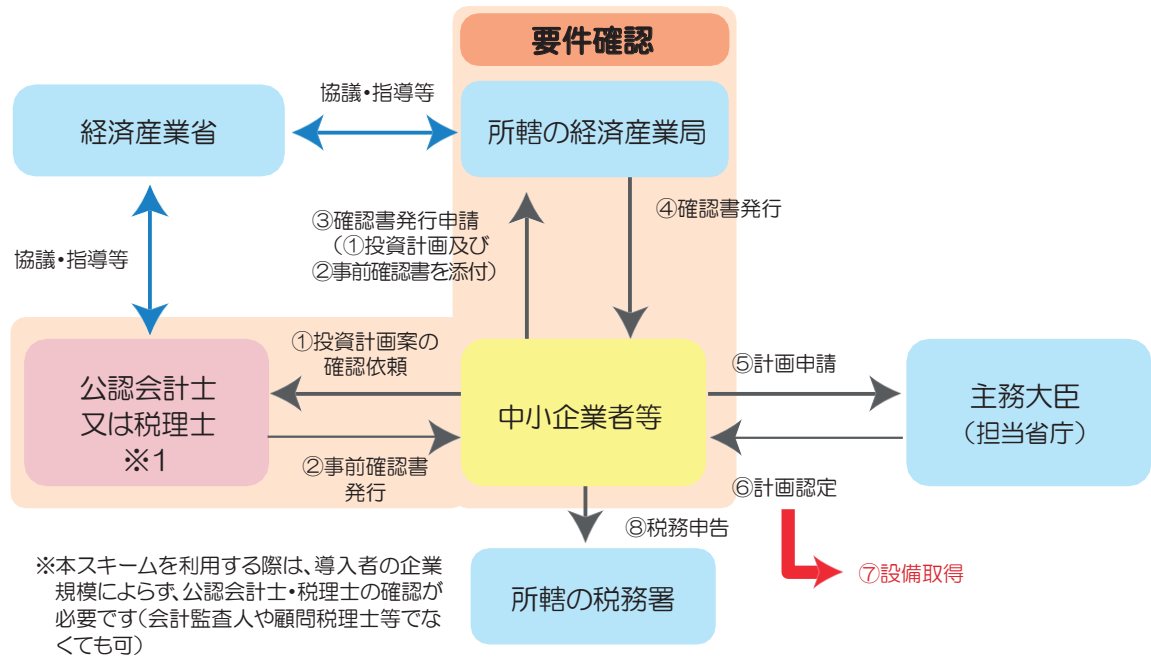 要件確認
協議・指導等
経済産業省
所轄の経済産業局
③確認書発行申請
(①投資計画及び
②事前確認書を添付)
④確認書発行
協議・指導等
①投資計画案の
確認依頼
公認会計士
又は税理士
※1
②事前確認書
発行
中小企業者等
⑤計画申請
主務大臣
(担当省庁)
⑥計画認定
⑦設備取得
⑧税務申告
所轄の税務署
※本スキームを利用する際は、導入者の企業
規模によらず、公認会計士・税理士の確認が
必要です(会計監査人や顧問税理士等でな
くても可)